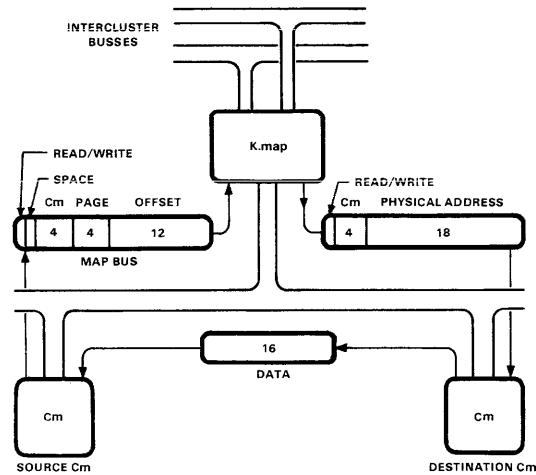 INTERCLUSTER
BUSSES
K.map
READ/WRITE
SPACE
Cm PAGE OFFSET
4 4 12
MAP BUS
READ/WRITE
Cm PHYSICAL ADDRESS
4 18
16
DATA
Cm
SOURCE Cm
Cm
DESTINATION Cm